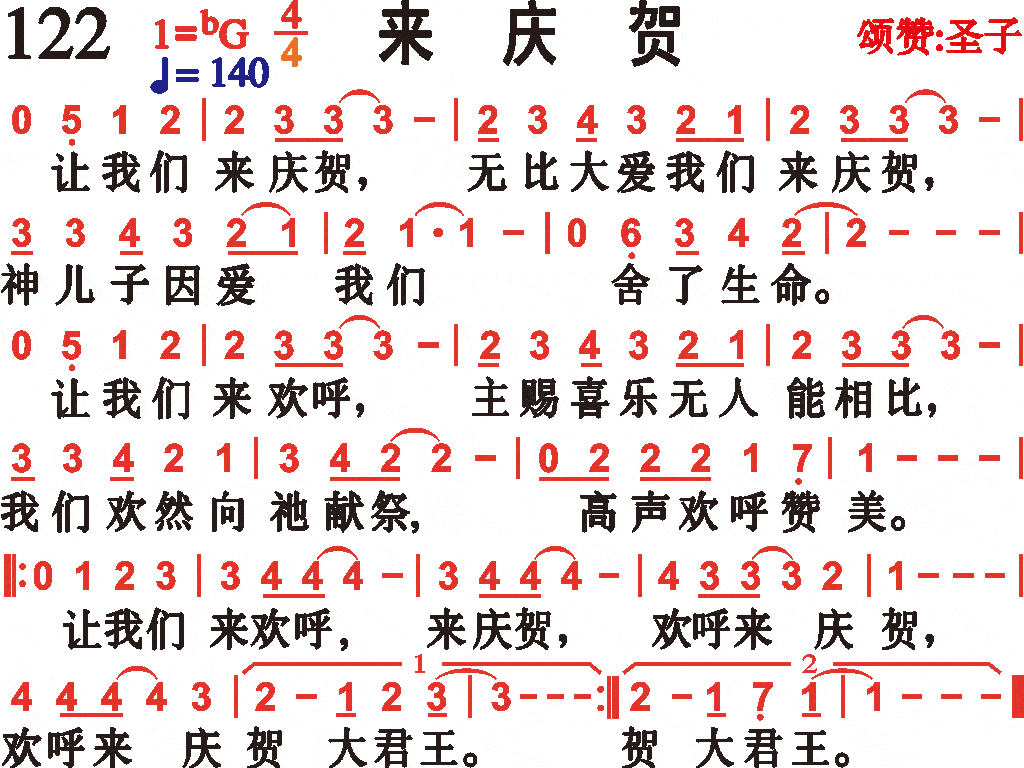 122 1=ᵇG 4/4 来 庆 贺 颂赞:圣子
♩= 140
0 5̣ 1 2 | 2 3 3 3 – | 2 3 4 3 2 1 | 2 3 3 3 – |
让我们 来庆贺， 无比大爱我们 来庆贺，
3 3 4 3 2 1 | 2 1 · 1 – | 0 6̣ 3 4 2 | 2 – – – |
神儿子因爱 我们 舍了生命。
0 5̣ 1 2 | 2 3 3 3 – | 2 3 4 3 2 1 | 2 3 3 3 – |
让我们 来欢呼， 主赐喜乐无人 能相比，
3 3 4 2 1 | 3 4 2 2 – | 0 2 2 2 1 7̣ | 1 – – – |
我们欢然向 祂献祭, 高声欢呼赞 美。
‖: 0 1 2 3 | 3 4 4 4 – | 3 4 4 4 – | 4 3 3 3 2 | 1 – – – |
让我们 来欢呼, 来庆贺， 欢呼来 庆 贺，
1 2
4 4 4 4 3 | 2 – 1 2 3 | 3 – – – :‖ 2 – 1 7̣ 1 | 1 – – –
欢呼来 庆 贺 大君王。 贺 大君王。